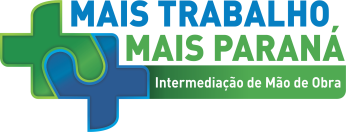 MAIS TRABALHO
MAIS PARANÁ
Intermediação de Mão de Obra